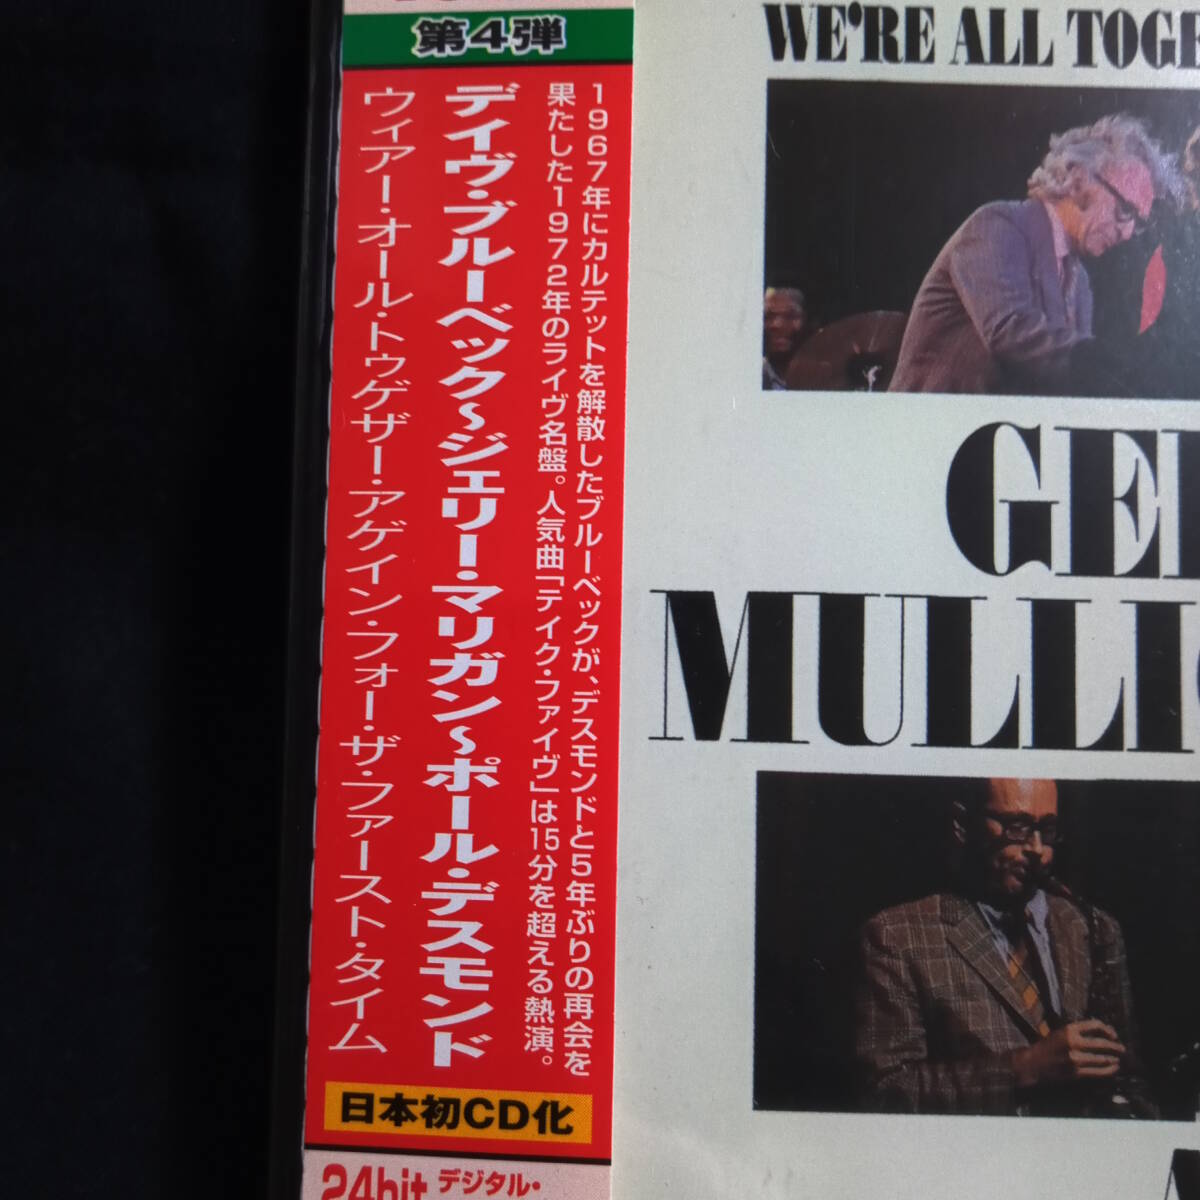 第4弾
1967年にカルテットを解散したブルーベックが、デスモンドと5年ぶりの再会を
果たした1972年のライヴ名盤。人気曲「テイク・ファイヴ」は15分を超える熱演。
デイヴ・ブルーベック〜ジェリー・マリガン〜ポール・デスモンド
ウィアー・オール・トゥゲザー・アゲイン・フォー・ザ・ファースト・タイム
日本初CD化
24bit デジタル・
WE'RE ALL TOGE
GE
MULLI